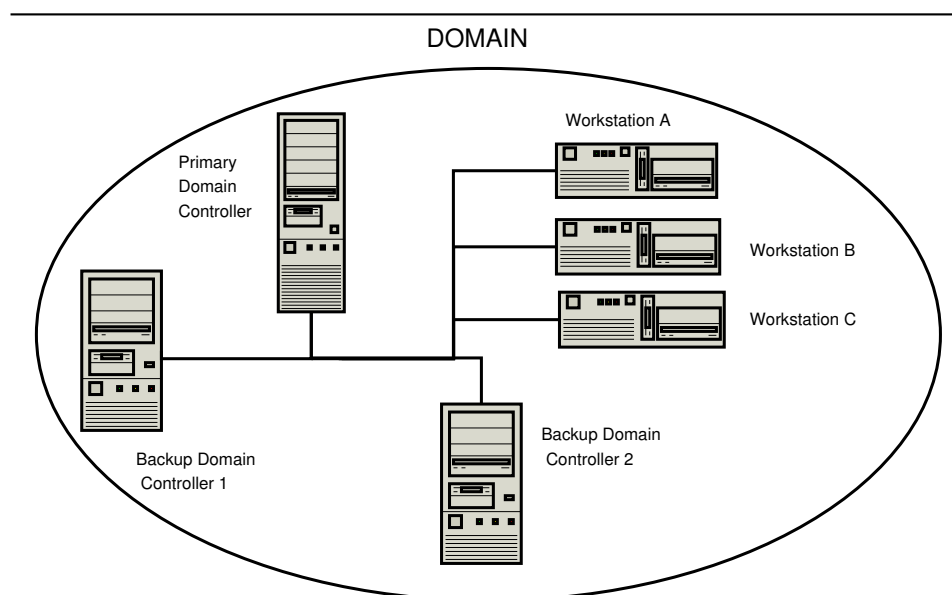 DOMAIN
Workstation A
Primary
Domain
Controller
Workstation B
Workstation C
Backup Domain
Controller 2
Backup Domain
Controller 1